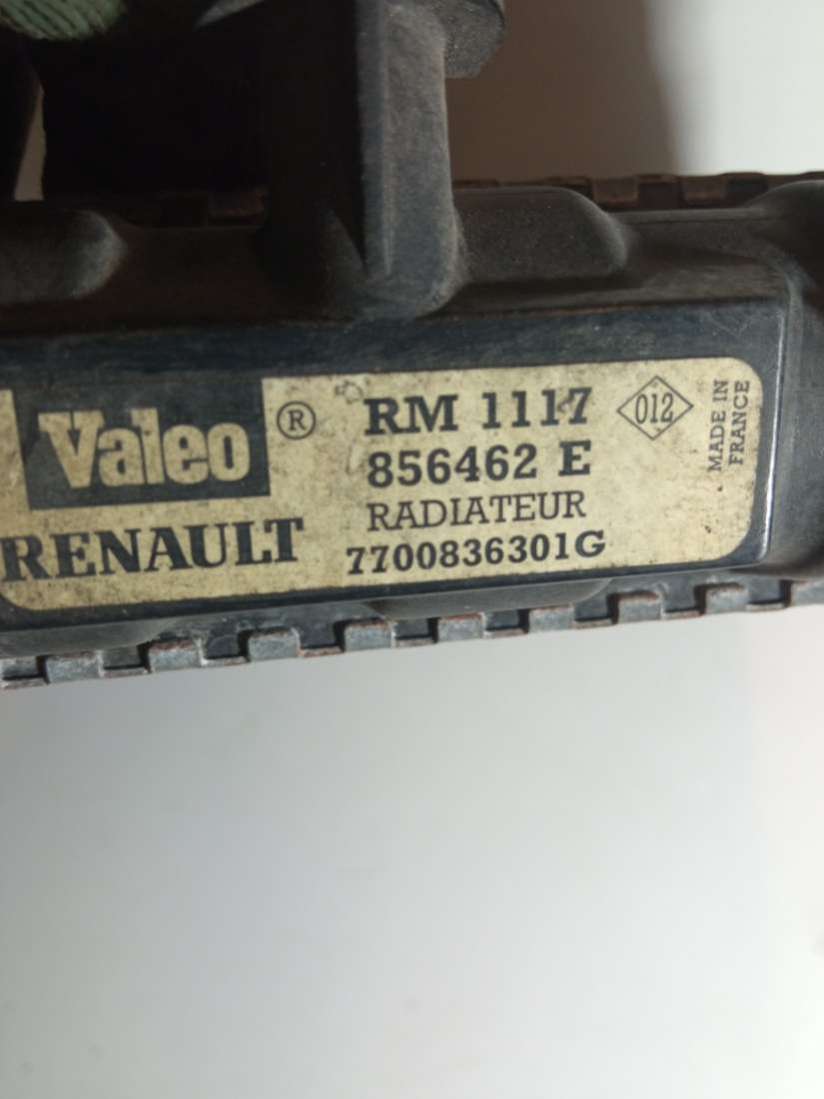 Valeo ® RM 1117 012
856462 E
RADIATEUR
RENAULT 7700836301G
MADE IN
FRANCE